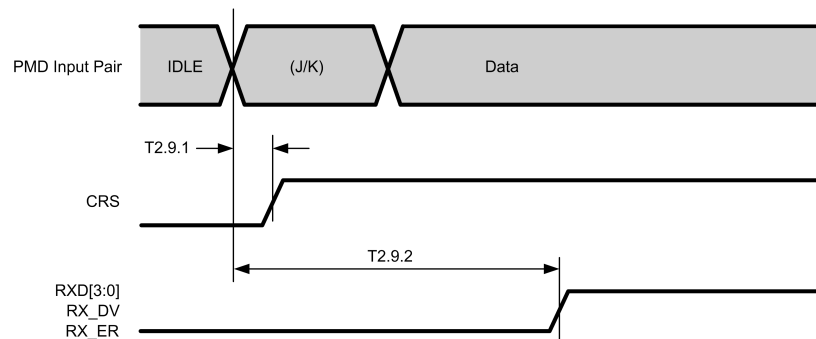 PMD Input Pair
IDLE
(J/K)
Data
T2.9.1
CRS
T2.9.2
RXD[3:0]
RX_DV
RX_ER